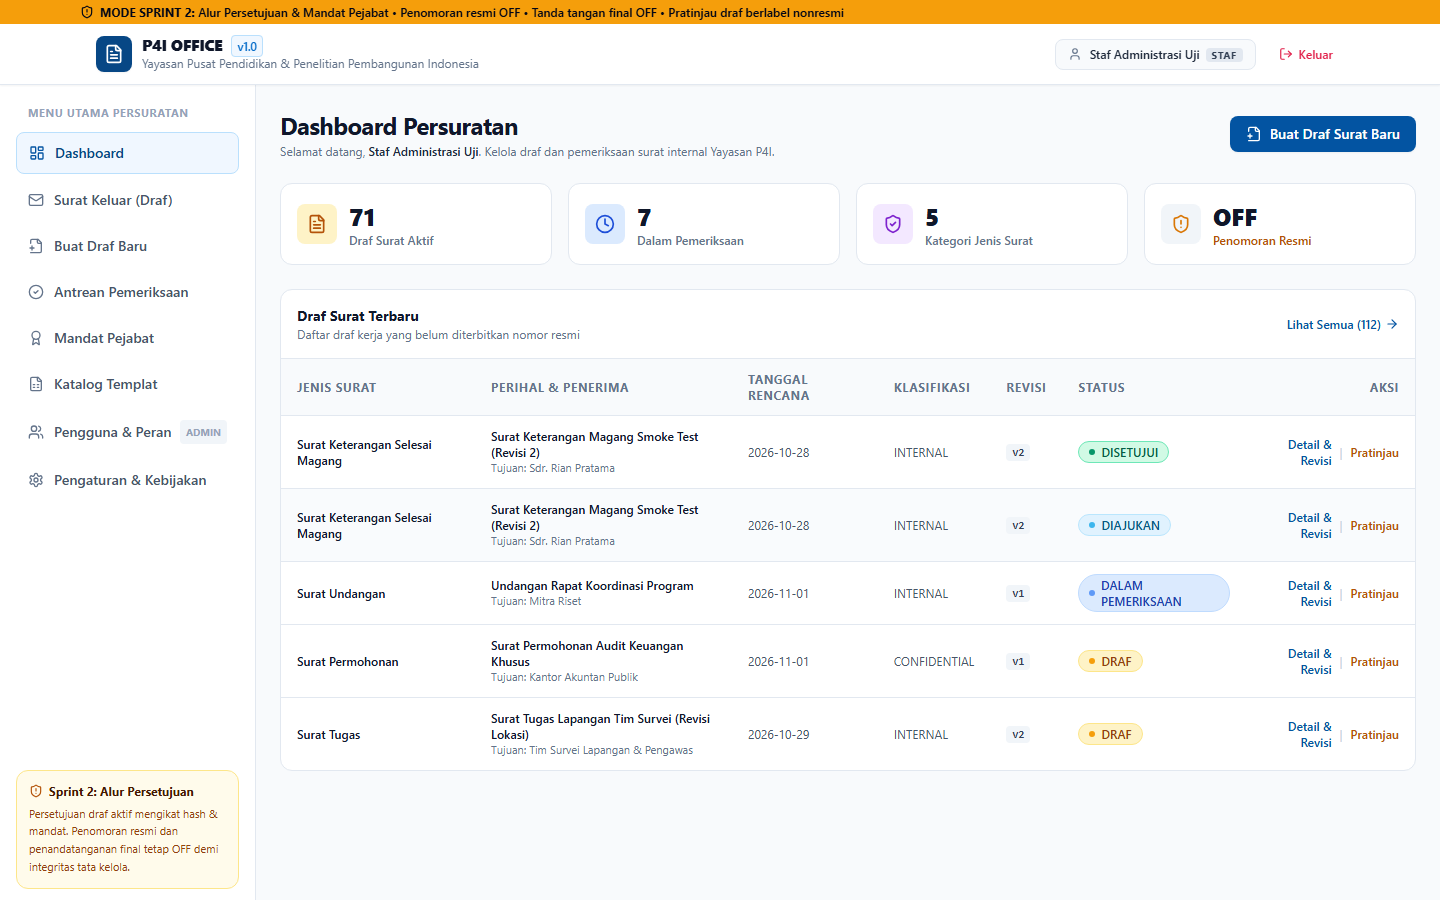 MODE SPRINT 2: Alur Persetujuan & Mandat Pejabat • Penomoran resmi OFF • Tanda tangan final OFF • Pratinjau draf berlabel nonresmi
P4I OFFICE v1.0
Yayasan Pusat Pendidikan & Penelitian Pembangunan Indonesia
Staf Administrasi Uji STAF
Keluar
MENU UTAMA PERSURATAN
Dashboard
Surat Keluar (Draf)
Buat Draf Baru
Antrean Pemeriksaan
Mandat Pejabat
Katalog Templat
Pengguna & Peran ADMIN
Pengaturan & Kebijakan
Sprint 2: Alur Persetujuan
Persetujuan draf aktif mengikat hash &
mandat. Penomoran resmi dan
penandatanganan final tetap OFF demi
integritas tata kelola.
Dashboard Persuratan
Selamat datang, Staf Administrasi Uji. Kelola draf dan pemeriksaan surat internal Yayasan P4I.
Buat Draf Surat Baru
71
Draf Surat Aktif
7
Dalam Pemeriksaan
5
Kategori Jenis Surat
OFF
Penomoran Resmi
Draf Surat Terbaru
Daftar draf kerja yang belum diterbitkan nomor resmi
Lihat Semua (112) →
JENIS SURAT
PERIHAL & PENERIMA
TANGGAL
RENCANA
KLASIFIKASI
REVISI
STATUS
AKSI
Surat Keterangan Selesai
Magang
Surat Keterangan Magang Smoke Test
(Revisi 2)
Tujuan: Sdr. Rian Pratama
2026-10-28
INTERNAL
v2
DISETUJUI
Detail &
Revisi
| Pratinjau
Surat Keterangan Selesai
Magang
Surat Keterangan Magang Smoke Test
(Revisi 2)
Tujuan: Sdr. Rian Pratama
2026-10-28
INTERNAL
v2
DIAJUKAN
Detail &
Revisi
| Pratinjau
Surat Undangan
Undangan Rapat Koordinasi Program
Tujuan: Mitra Riset
2026-11-01
INTERNAL
v1
DALAM
PEMERIKSAAN
Detail &
Revisi
| Pratinjau
Surat Permohonan
Surat Permohonan Audit Keuangan
Khusus
Tujuan: Kantor Akuntan Publik
2026-11-01
CONFIDENTIAL
v1
DRAF
Detail &
Revisi
| Pratinjau
Surat Tugas
Surat Tugas Lapangan Tim Survei (Revisi
Lokasi)
Tujuan: Tim Survei Lapangan & Pengawas
2026-10-29
INTERNAL
v2
DRAF
Detail &
Revisi
| Pratinjau